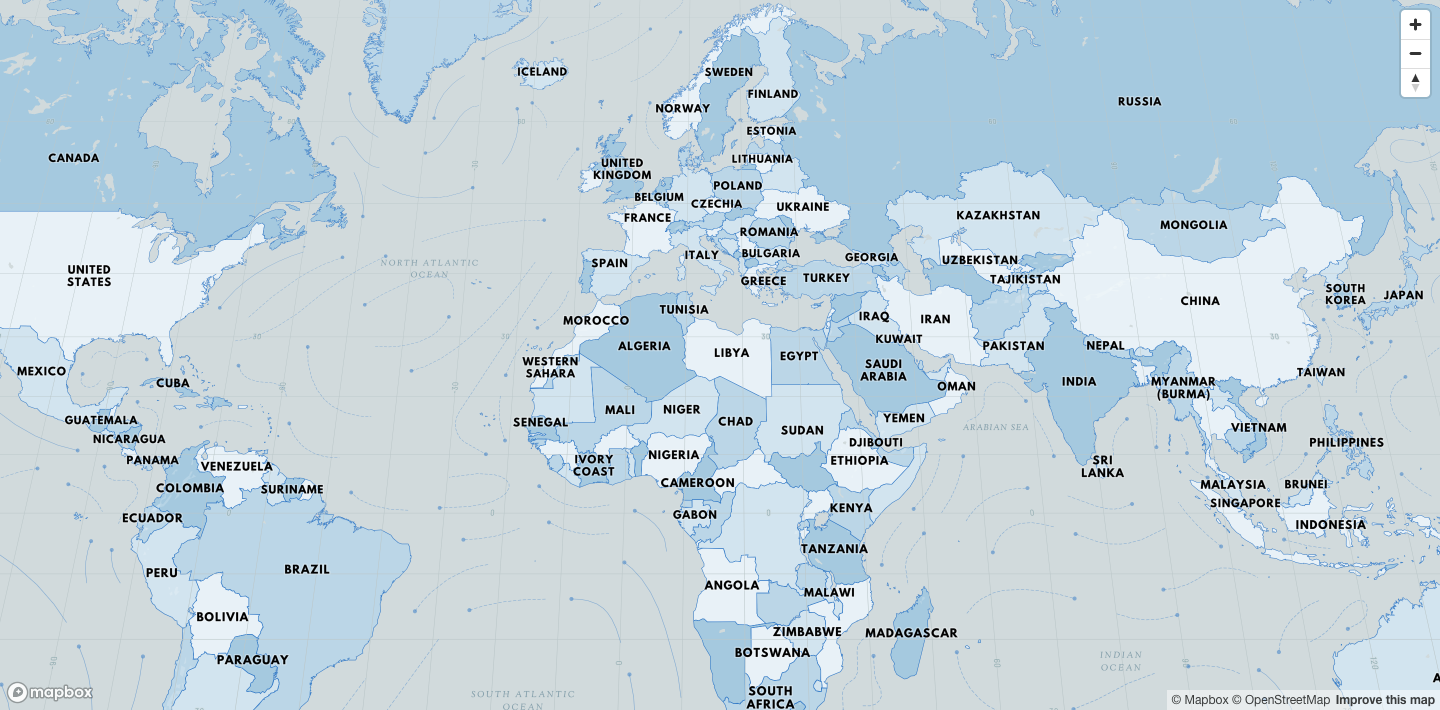 ICELAND
SWEDEN
FINLAND
NORWAY
RUSSIA
ESTONIA
CANADA
LITHUANIA
UNITED
KINGDOM
POLAND
BELGIUM
CZECHIA
UKRAINE
FRANCE
KAZAKHSTAN
MONGOLIA
ROMANIA
ITALY
BULGARIA
GEORGIA
UZBEKISTAN
SPAIN
NORTH ATLANTIC
OCEAN
UNITED
STATES
GREECE
TURKEY
TAJIKISTAN
SOUTH
KOREA
JAPAN
CHINA
TUNISIA
MOROCCO
IRAQ
IRAN
KUWAIT
ALGERIA
LIBYA
EGYPT
PAKISTAN
NEPAL
WESTERN
SAHARA
SAUDI
ARABIA
MEXICO
CUBA
OMAN
INDIA
MYANMAR
(BURMA)
TAIWAN
MALI
NIGER
CHAD
SUDAN
YEMEN
ARABIAN SEA
GUATEMALA
SENEGAL
NICARAGUA
DJIBOUTI
VIETNAM
PHILIPPINES
PANAMA
VENEZUELA
IVORY
COAST
NIGERIA
ETHIOPIA
SRI
LANKA
COLOMBIA
SURINAME
CAMEROON
MALAYSIA
BRUNEI
SINGAPORE
ECUADOR
GABON
KENYA
INDONESIA
TANZANIA
PERU
BRAZIL
ANGOLA
MALAWI
BOLIVIA
ZIMBABWE
MADAGASCAR
BOTSWANA
PARAGUAY
INDIAN
OCEAN
SOUTH ATLANTIC
OCEAN
SOUTH
AFRICA
A
mapbox
© Mapbox © OpenStreetMap Improve this map